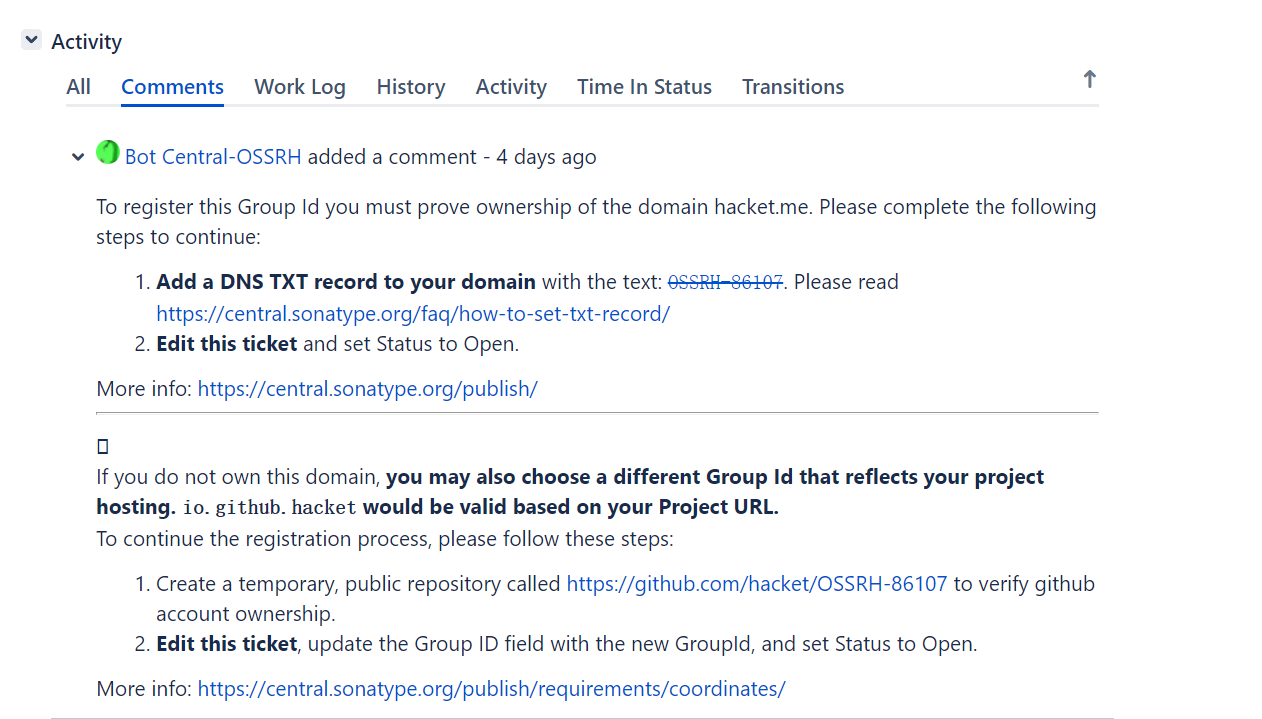 Activity
All Comments Work Log History Activity Time In Status Transitions
Bot Central-OSSRH added a comment - 4 days ago
To register this Group Id you must prove ownership of the domain hacket.me. Please complete the following
steps to continue:
1. Add a DNS TXT record to your domain with the text: OSSRH-86107. Please read
https://central.sonatype.org/faq/how-to-set-txt-record/
2. Edit this ticket and set Status to Open.
More info: https://central.sonatype.org/publish/
If you do not own this domain, you may also choose a different Group Id that reflects your project
hosting. io.github.hacket would be valid based on your Project URL.
To continue the registration process, please follow these steps:
1. Create a temporary, public repository called https://github.com/hacket/OSSRH-86107 to verify github
account ownership.
2. Edit this ticket, update the Group ID field with the new GroupId, and set Status to Open.
More info: https://central.sonatype.org/publish/requirements/coordinates/